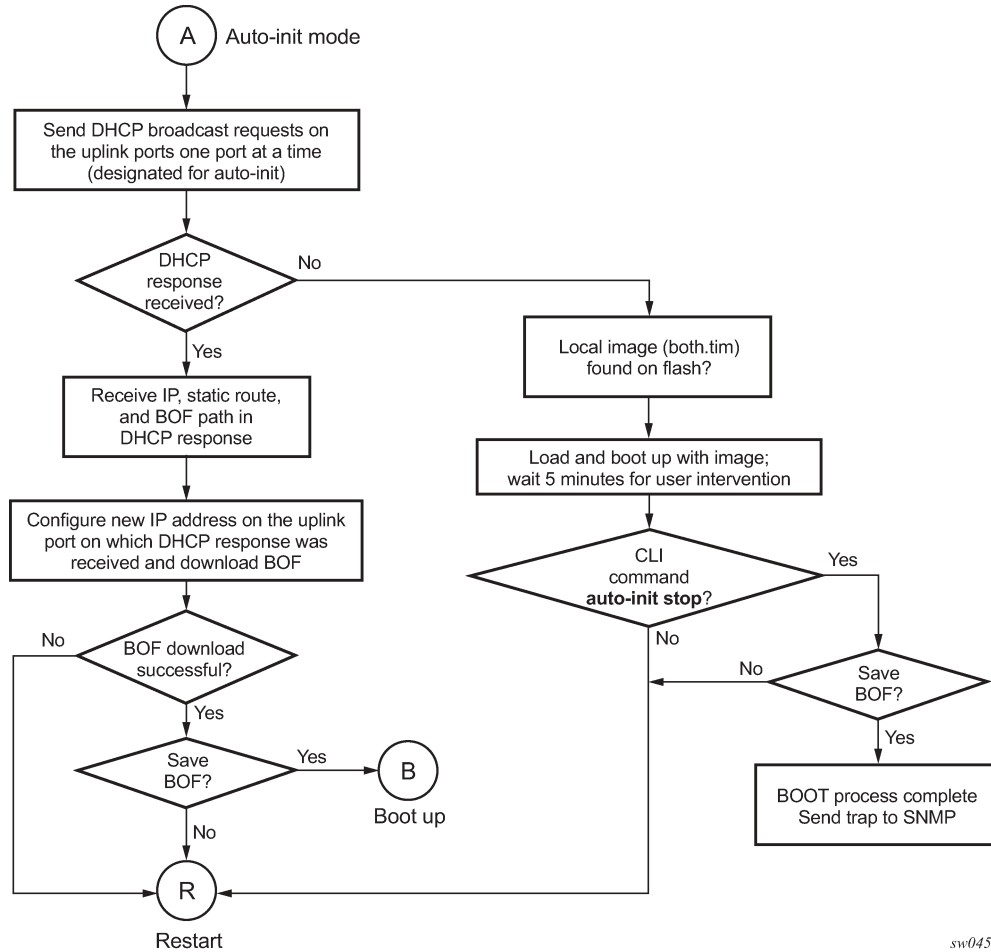 A
Auto-init mode
Send DHCP broadcast requests on
the uplink ports one port at a time
(designated for auto-init)
DHCP
response
received?
No
Yes
Local image (both.tim)
found on flash?
Receive IP, static route,
and BOF path in
DHCP response
Load and boot up with image;
wait 5 minutes for user intervention
Configure new IP address on the uplink
port on which DHCP response was
received and download BOF
CLI
command
auto-init stop?
Yes
No
No
BOF download
successful?
Yes
No
Save
BOF?
Yes
Save
BOF?
Yes
B
Boot up
No
BOOT process complete
Send trap to SNMP
R
Restart
sw045